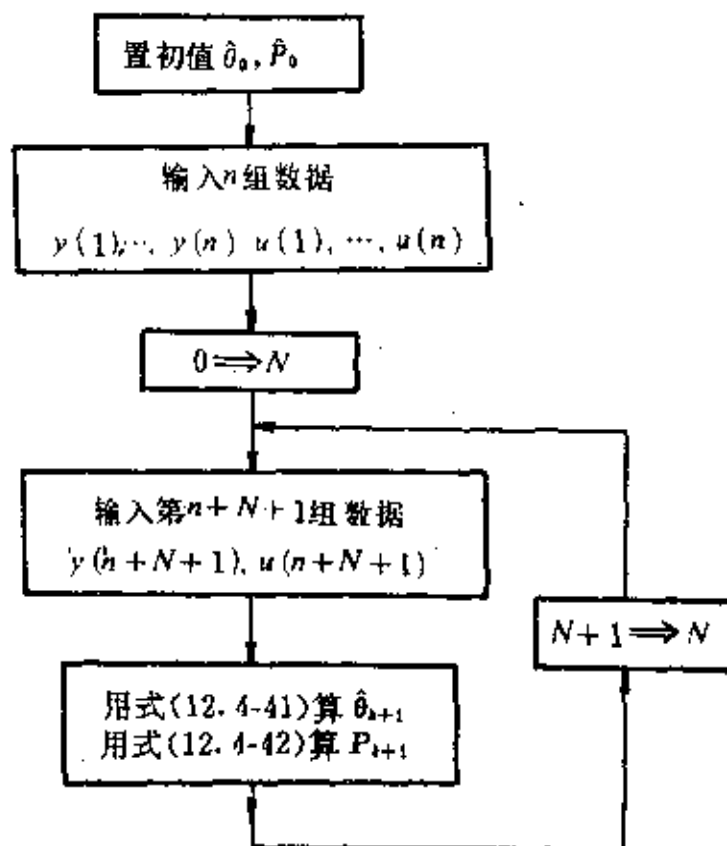 置初值 θ̂₀, P̂₀
输入n组数据
y(1),…, y(n) u(1), …, u(n)
0⟹N
输入第n+N+1组数据
y(n+N+1), u(n+N+1)
N+1⟹N
用式(12.4-41)算 θ̂ₖ₊₁
用式(12.4-42)算 Pₖ₊₁